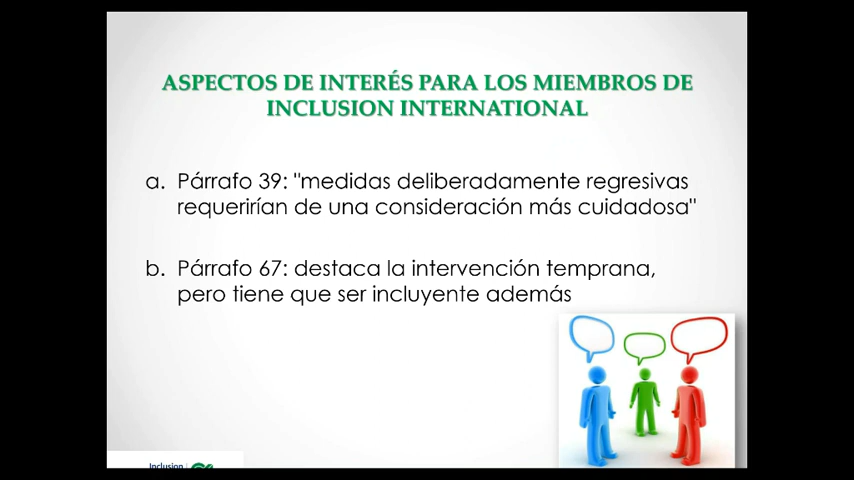 ASPECTOS DE INTERÉS PARA LOS MIEMBROS DE
INCLUSION INTERNATIONAL
a. Párrafo 39: "medidas deliberadamente regresivas
requerirían de una consideración más cuidadosa"
b. Párrafo 67: destaca la intervención temprana,
pero tiene que ser incluyente además
Inclusion